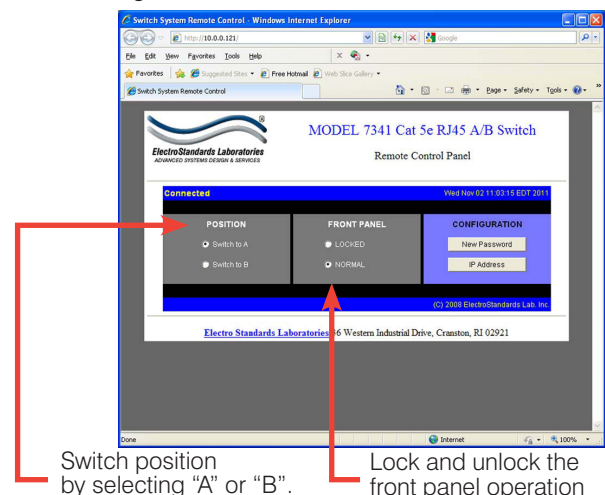 Switch System Remote Control - Windows Internet Explorer
http://10.0.0.121/
Google
File Edit View Favorites Tools Help
Favorites Suggested Sites Free Hotmail Web Slice Gallery
Switch System Remote Control
Page Safety Tools
ElectroStandards Laboratories
ADVANCED SYSTEMS DESIGN & SERVICES
MODEL 7341 Cat 5e RJ45 A/B Switch
Remote Control Panel
Connected
Wed Nov 02 11:03:15 EDT 2011
POSITION
Switch to A
Switch to B
FRONT PANEL
LOCKED
NORMAL
CONFIGURATION
New Password
IP Address
(C) 2008 ElectroStandards Lab. Inc.
Electro Standards Laboratories 36 Western Industrial Drive, Cranston, RI 02921
Done
Internet
100%
Switch position
by selecting “A” or “B”.
Lock and unlock the
front panel operation